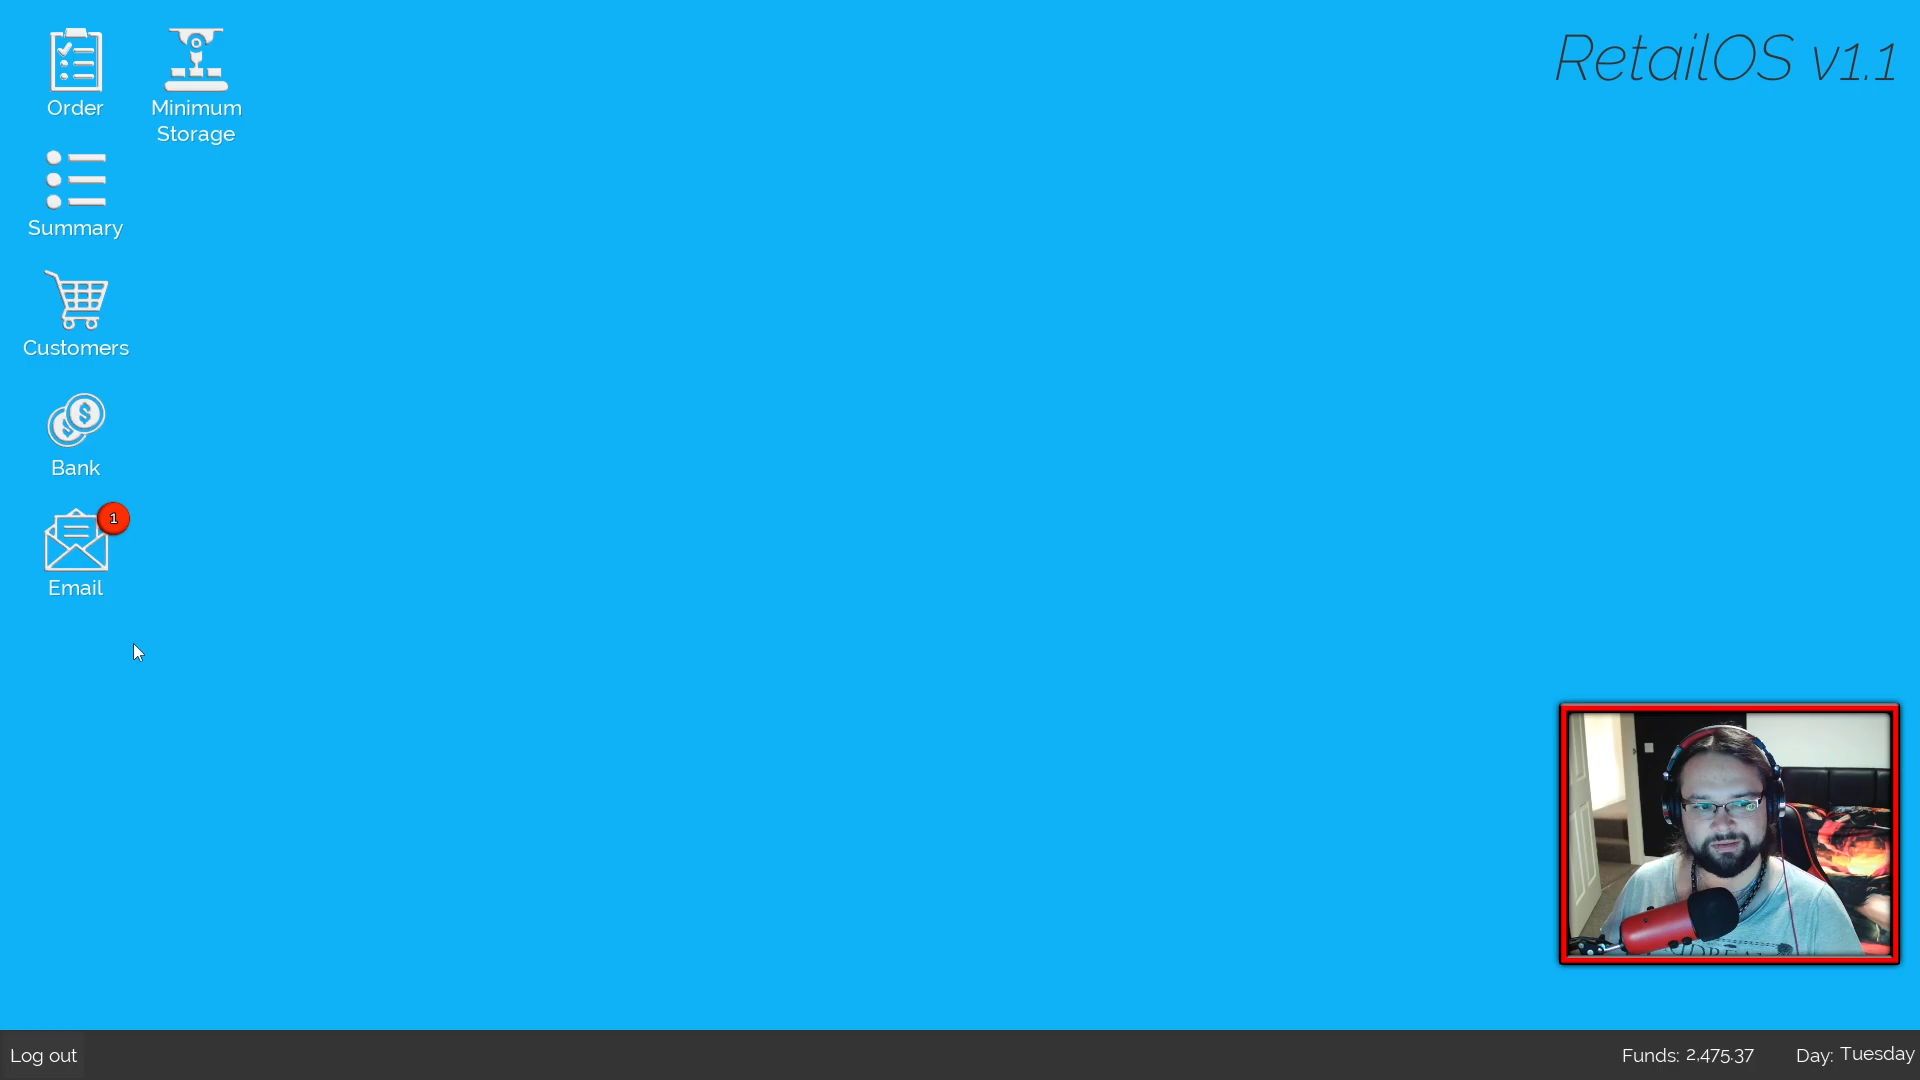 RetailOS v1.1
Order
Minimum
Storage
Summary
Customers
Bank
1
Email
Log out
Funds: 2,475.37
Day: Tuesday